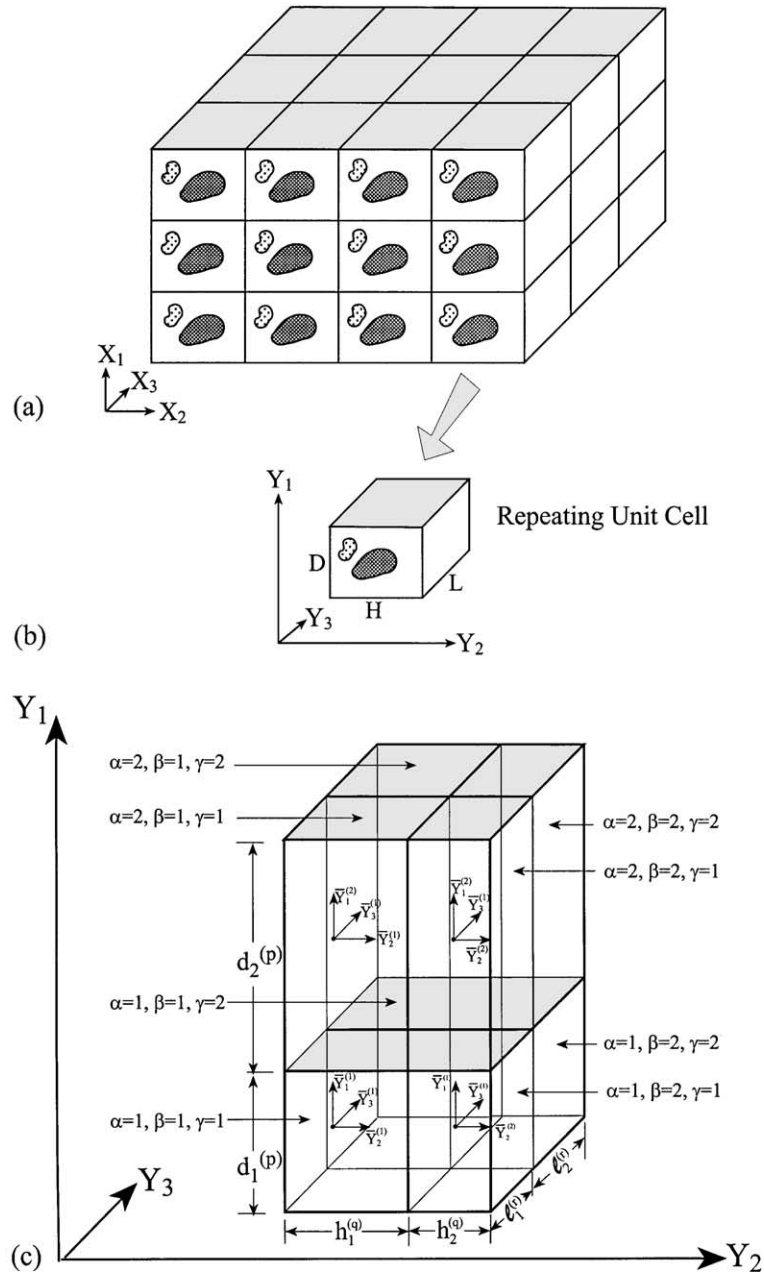 X₁
X₃
(a)
X₂
Y₁
Repeating Unit Cell
D
L
H
Y₃
(b)
Y₂
Y₁
α=2, β=1, γ=2
α=2, β=1, γ=1
α=2, β=2, γ=2
α=2, β=2, γ=1
Ȳ₁⁽²⁾
Ȳ₃⁽¹⁾
Ȳ₂⁽¹⁾
Ȳ₁⁽²⁾
Ȳ₃⁽¹⁾
Ȳ₂⁽²⁾
d₂⁽ᵖ⁾
α=1, β=1, γ=2
α=1, β=2, γ=2
α=1, β=2, γ=1
α=1, β=1, γ=1
Ȳ₁⁽¹⁾
Ȳ₃⁽¹⁾
Ȳ₂⁽¹⁾
Ȳ₁⁽¹⁾
Ȳ₃⁽¹⁾
Ȳ₂⁽²⁾
d₁⁽ᵖ⁾
Y₃
ℓ₁⁽ʳ⁾
ℓ₂⁽ʳ⁾
h₁^(q)
h₂^(q)
(c)
Y₂